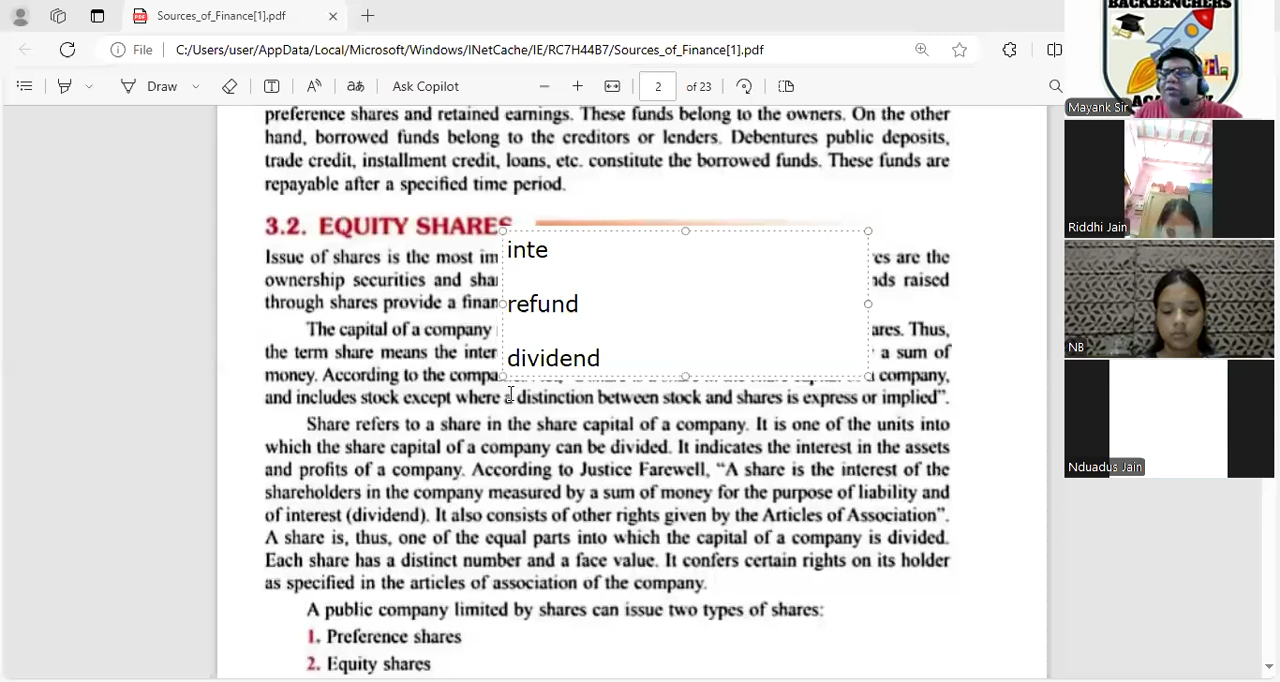 Sources_of_Finance[1].pdf
File C:/Users/user/AppData/Local/Microsoft/Windows/INetCache/IE/RC7H44B7/Sources_of_Finance[1].pdf
Draw Ask Copilot 2 of 23
preference shares and retained earnings. These funds belong to the owners. On the other
hand, borrowed funds belong to the creditors or lenders. Debentures public deposits,
trade credit, installment credit, loans, etc. constitute the borrowed funds. These funds are
repayable after a specified time period.
3.2. EQUITY SHARES
Issue of shares is the most im
es are the
ownership securities and sha
nds raised
through shares provide a finan
The capital of a company
ares. Thus,
the term share means the inter
a sum of
money. According to the compa
company,
and includes stock except where a distinction between stock and shares is express or implied”.
inte
refund
dividend
Share refers to a share in the share capital of a company. It is one of the units into
which the share capital of a company can be divided. It indicates the interest in the assets
and profits of a company. According to Justice Farewell, “A share is the interest of the
shareholders in the company measured by a sum of money for the purpose of liability and
of interest (dividend). It also consists of other rights given by the Articles of Association”.
A share is, thus, one of the equal parts into which the capital of a company is divided.
Each share has a distinct number and a face value. It confers certain rights on its holder
as specified in the articles of association of the company.
A public company limited by shares can issue two types of shares:
1. Preference shares
2. Equity shares
BACKBENCHERS
Mayank Sir
Riddhi Jain
NB
Nduadus Jain